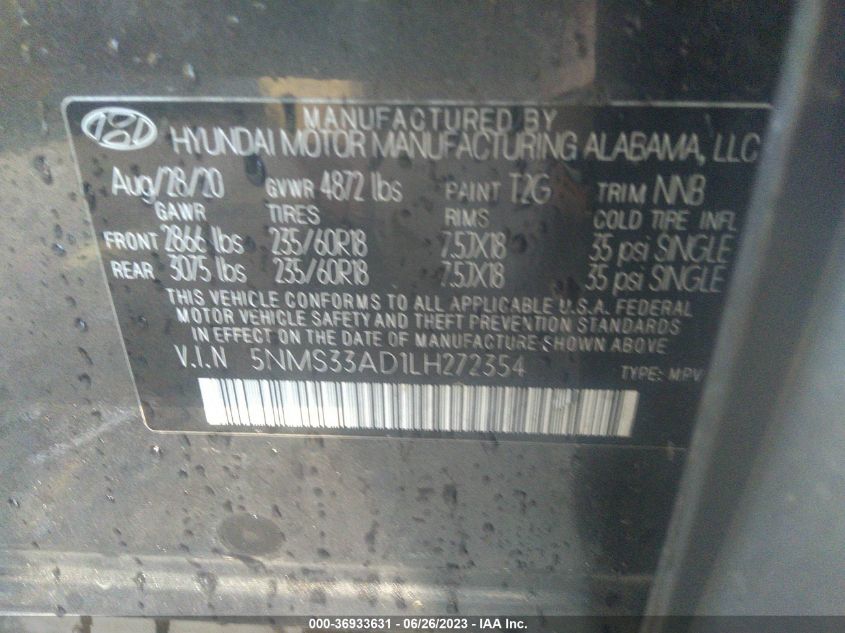 MANUFACTURED BY
HYUNDAI MOTOR MANUFACTURING ALABAMA, LLC
Aug/28/20 GVWR 4872 lbs PAINT T2G TRIM NNB
GAWR TIRES RIMS COLD TIRE INFL
FRONT 2866 lbs 235/60R18 7.5JX18 35 psi SINGLE
REAR 3075 lbs 235/60R18 7.5JX18 35 psi SINGLE
THIS VEHICLE CONFORMS TO ALL APPLICABLE U.S.A. FEDERAL
MOTOR VEHICLE SAFETY AND THEFT PREVENTION STANDARDS
IN EFFECT ON THE DATE OF MANUFACTURE SHOWN ABOVE.
V.I.N 5NMS33AD1LH272354 TYPE: MPV
000-36933631 - 06/26/2023 - IAA Inc.